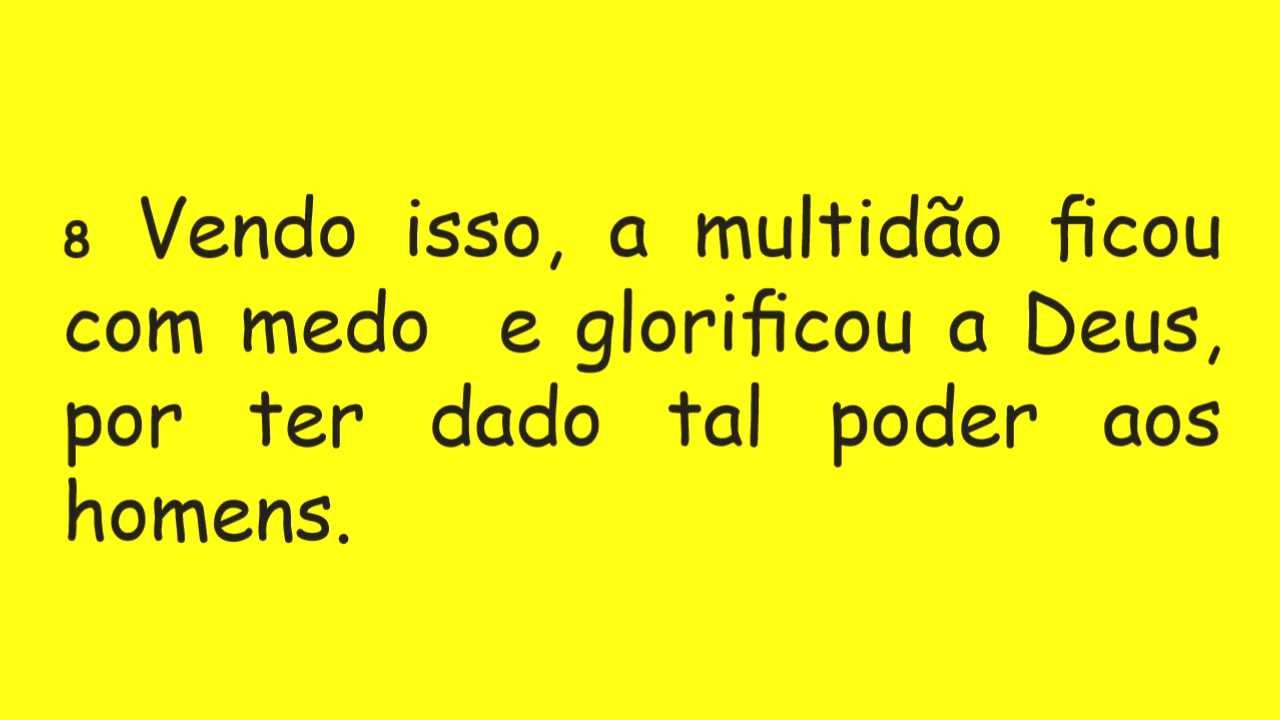 8 Vendo isso, a multidão ficou
com medo e glorificou a Deus,
por ter dado tal poder aos
homens.